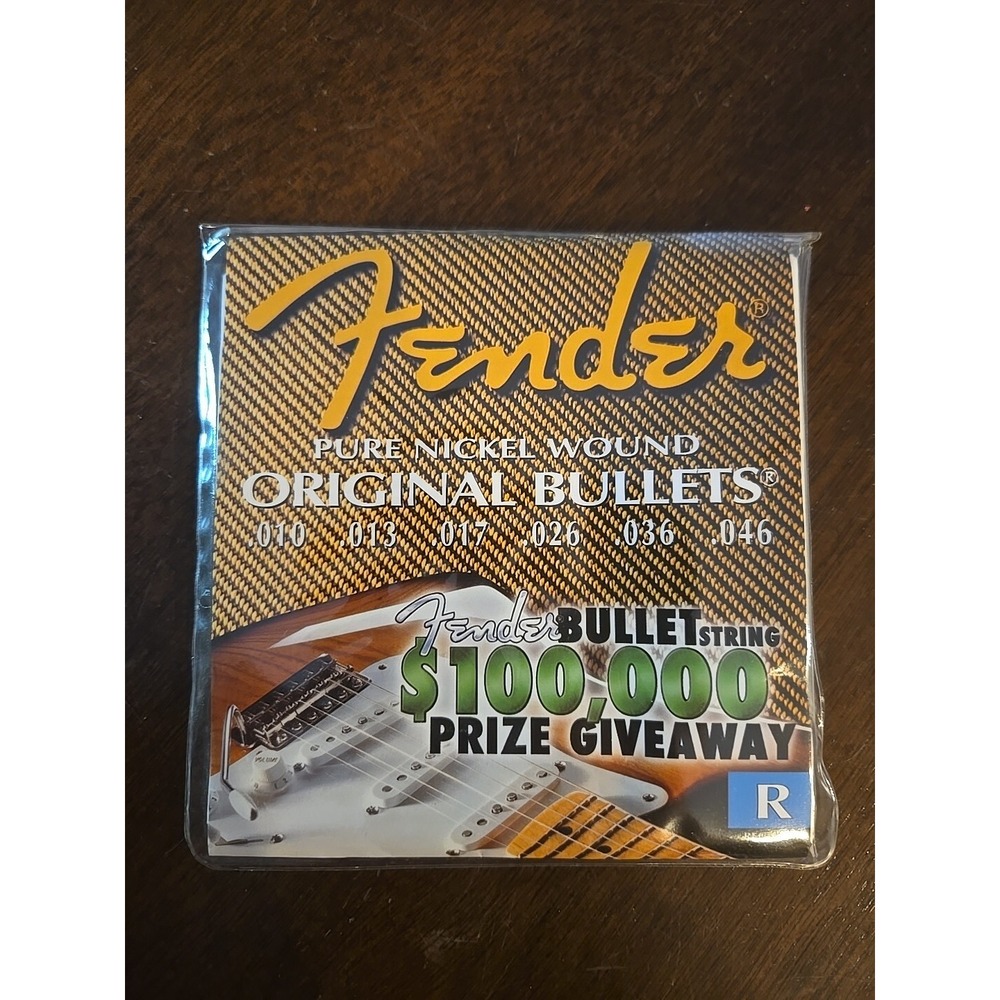 Fender®
PURE NICKEL WOUND
ORIGINAL BULLETS®
.010 .013 .017 .026 .036 .046
Fender BULLET STRING
$100,000
PRIZE GIVEAWAY
VOLUME
R